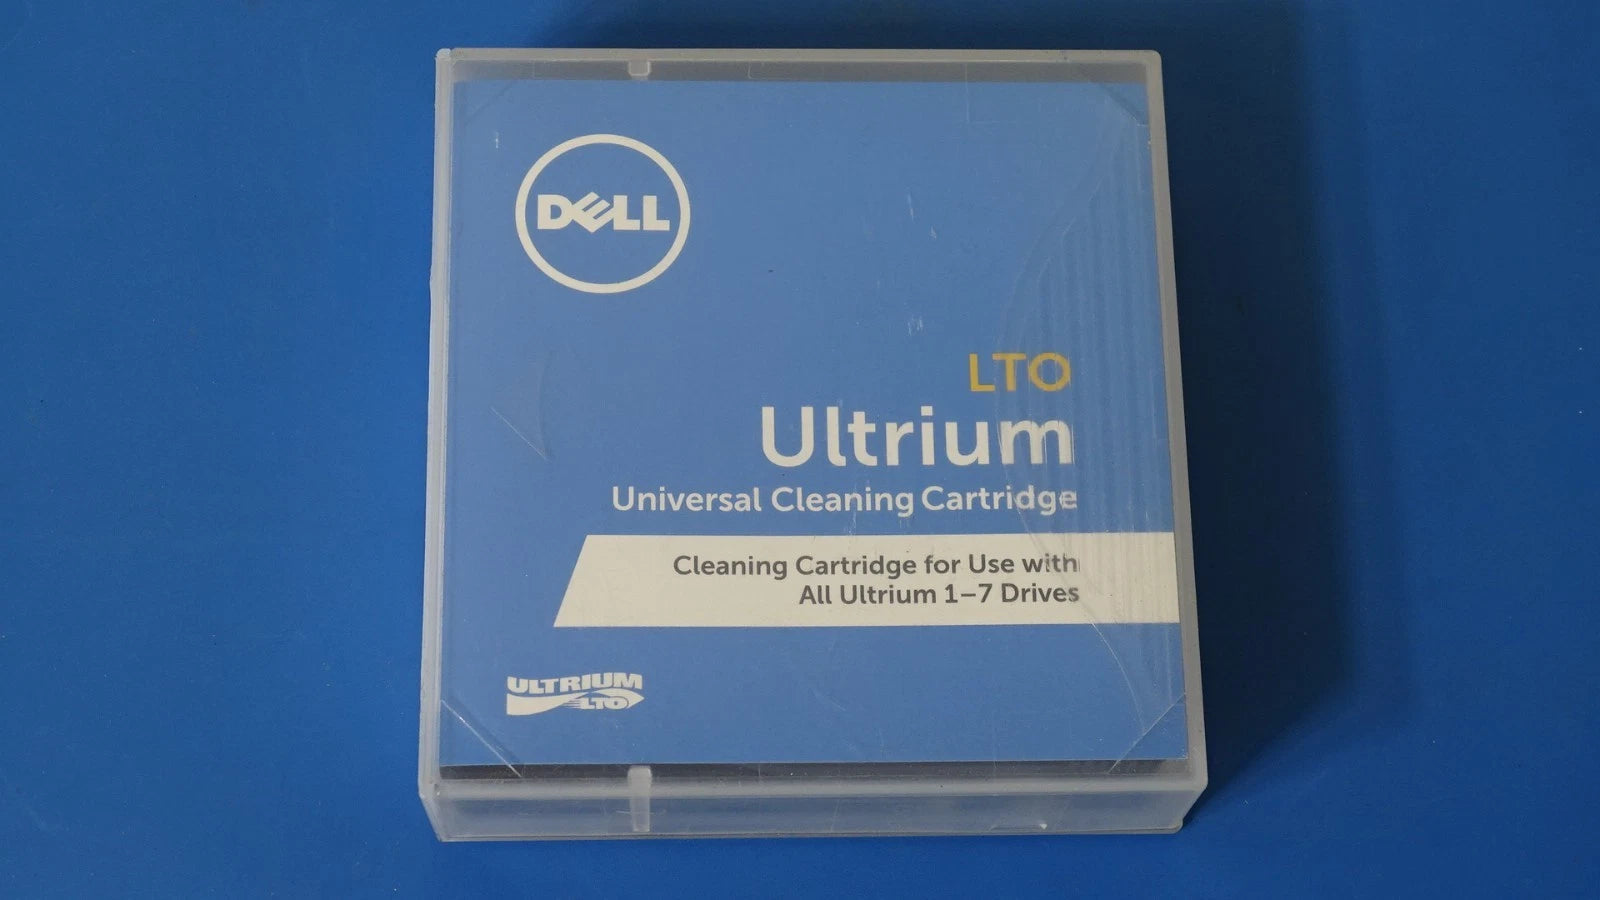 DELL
LTO
Ultrium
Universal Cleaning Cartridge
Cleaning Cartridge for Use with
All Ultrium 1–7 Drives
ULTRIUM
LTO